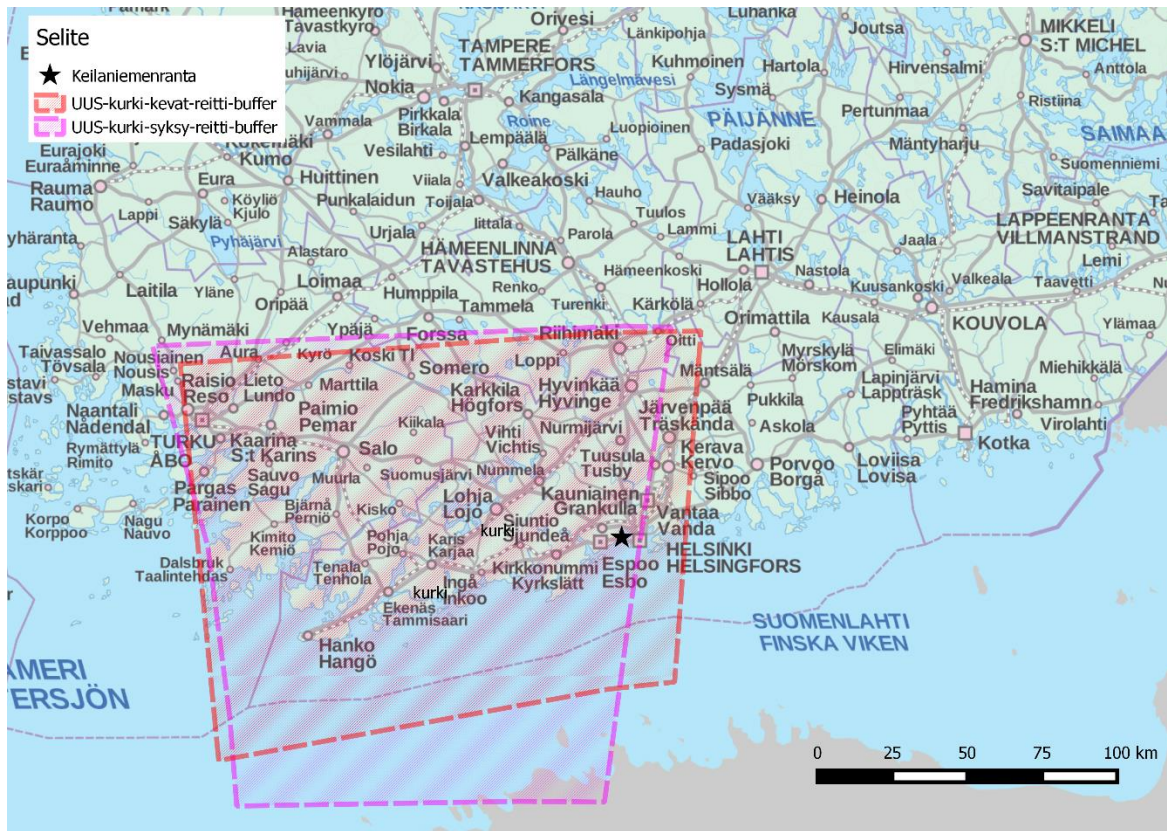 Selite
Keilaniemenranta
UUS-kurki-kevat-reitti-buffer
UUS-kurki-syksy-reitti-buffer
Hämeenkyrö
Tavastkyro
Lavia
Orivesi
Länkipohja
Luhanka
Joutsa
MIKKELI
S:T MICHEL
TAMPERE
TAMMERFORS
Ylöjärvi
Kuhmoinen
Hartola
Hirvensalmi
Anttola
Längelmävesi
Nokia
Kangasala
Sysmä
Pertunmaa
Ristiina
Pirkkala
Birkala
Roine
Vammala
Lempäälä
Luopioinen
PÄIJÄNNE
SAIMAA
Vesilahti
Pälkäne
Padasjoki
Mäntyharju
Suomenniemi
Eurajoki
Euraåminne
Kumo
Rauma
Raumo
Eura
Huittinen
Viiala
Valkeakoski
Hauho
Vääksy
Heinola
Savitaipale
Lappi
Köyliö
Kjulo
Punkalaidun
Toijala
Iittala
Tuulos
LAPPEENRANTA
VILLMANSTRAND
Säkylä
Urjala
Parola
Lammi
Jaala
Lemi
Pyhäjärvi
Alastaro
HÄMEENLINNA
TAVASTEHUS
LAHTI
LAHTIS
Laitila
Yläne
Loimaa
Hämeenkoski
Nastola
Valkeala
Taavetti
Oripää
Humppila
Renko
Hollola
Kuusankoski
Tammela
Turenki
Kärkölä
Kausala
KOUVOLA
Vehmaa
Mynämäki
Ypäjä
Forssa
Riihimäki
Oitti
Orimattila
Ylämaa
Taivassalo
Tövsala
Nousiainen
Nousis
Aura
Kyrö
Koski Tl
Loppi
Mäntsälä
Myrskylä
Mörskom
Elimäki
Miehikkälä
Masku
Raisio
Reso
Lieto
Lundo
Marttila
Somero
Karkkila
Högfors
Hyvinkää
Hyvinge
Lapinjärvi
Lappträsk
Hamina
Fredrikshamn
Naantali
Nådendal
Paimio
Pemar
Kiikala
Järvenpää
Träskända
Pukkila
Pyhtää
Pyttis
Virolahti
Rymättylä
Rimito
TURKU
ÅBO
Kaarina
S:t Karins
Vihti
Vichtis
Nurmijärvi
Askola
Kotka
Salo
Kerava
Kervo
Sauvo
Sagu
Muurla
Suomusjärvi
Nummela
Tuusula
Tusby
Sipoo
Sibbo
Porvoo
Borgå
Loviisa
Lovisa
Pargas
Parainen
Lohja
Lojo
Kauniainen
Grankulla
Korpo
Korppoo
Nagu
Nauvo
Bjärnå
Perniö
Kisko
Vantaa
Vanda
kurki
Siuntio
Sjundeå
Kimito
Kemiö
Pohja
Pojo
Karis
Karjaa
HELSINKI
HELSINGFORS
Dalsbruk
Taalintehdas
Tenala
Tenhola
Kirkkonummi
Kyrkslätt
Espoo
Esbo
Ingå
Inkoo
kurki
Ekenäs
Tammisaari
Hanko
Hangö
SUOMENLAHTI
FINSKA VIKEN
AMERI
TERSJÖN
0 25 50 75 100 km